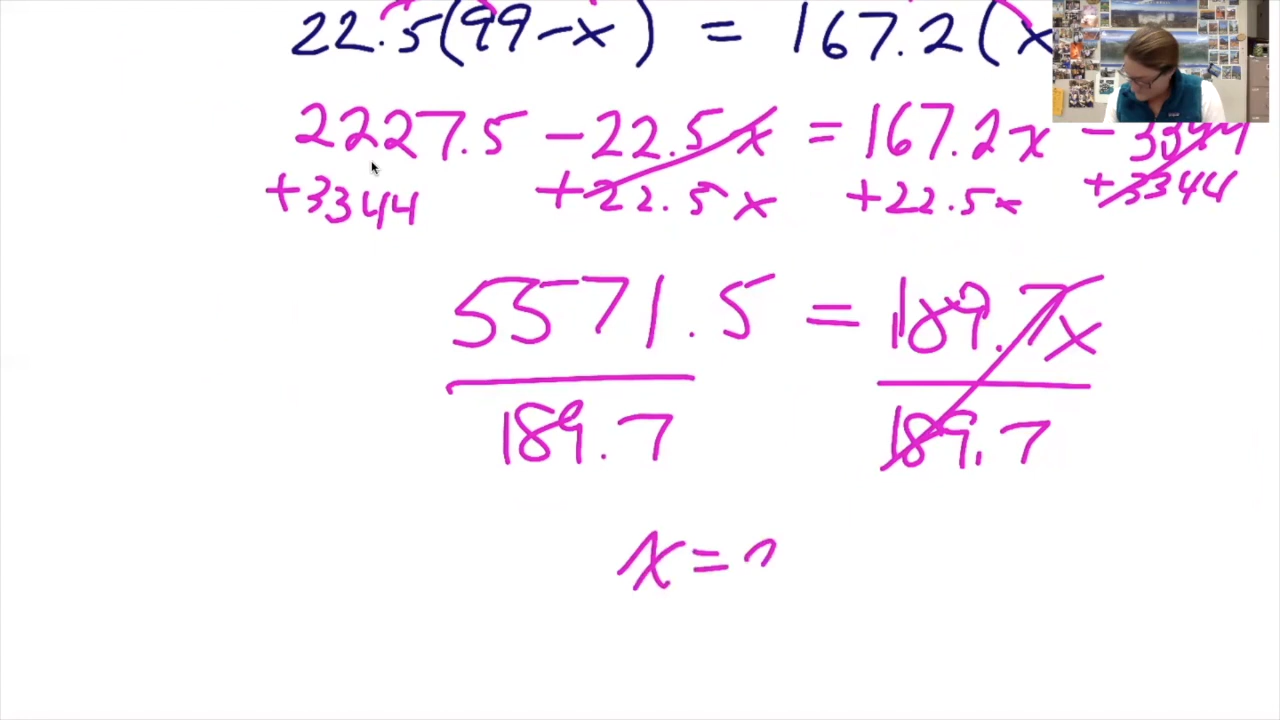 22.5(99-x) = 167.2(x
2227.5 - 22.5x = 167.2x - 3344
+3344 +22.5x +22.5x +3344
5571.5 = 189.7x
189.7 189.7
x =